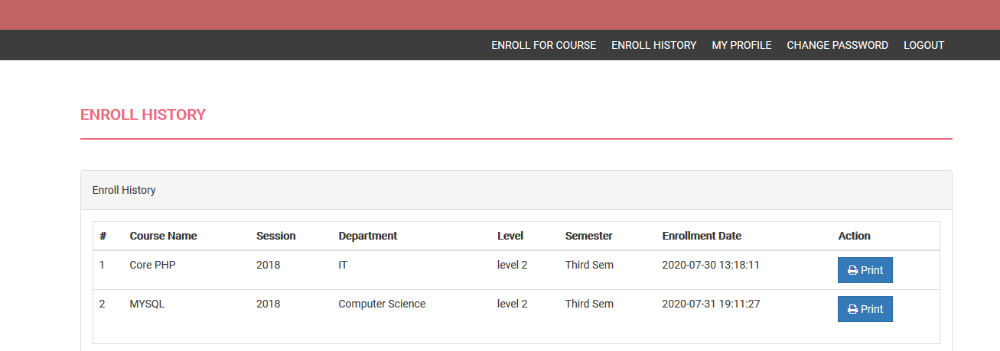 ENROLL FOR COURSE ENROLL HISTORY MY PROFILE CHANGE PASSWORD LOGOUT
ENROLL HISTORY
Enroll History
# Course Name Session Department Level Semester Enrollment Date Action
1 Core PHP 2018 IT level 2 Third Sem 2020-07-30 13:18:11 Print
2 MYSQL 2018 Computer Science level 2 Third Sem 2020-07-31 19:11:27 Print